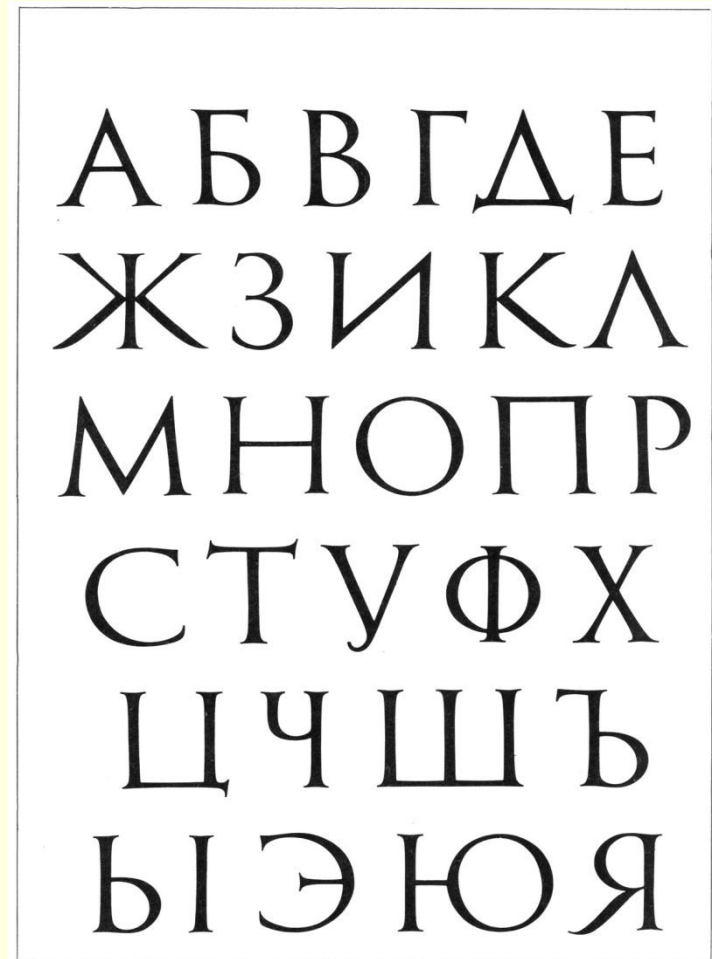 АБВГДЕ
ЖЗИКЛ
МНОПР
СТУФХ
ЦЧШЪ
ЫЭЮЯ